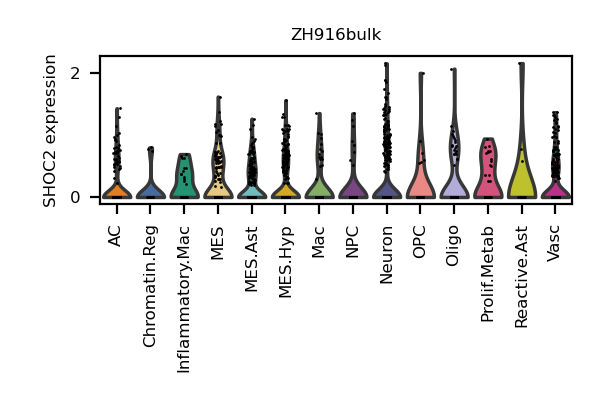 ZH916bulk
SHOC2 expression
2
0
AC
Chromatin.Reg
Inflammatory.Mac
MES
MES.Ast
MES.Hyp
Mac
NPC
Neuron
OPC
Oligo
Prolif.Metab
Reactive.Ast
Vasc